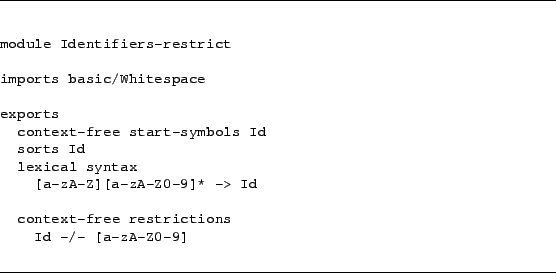 module Identifiers-restrict
imports basic/Whitespace
exports
context-free start-symbols Id
sorts Id
lexical syntax
[a-zA-Z][a-zA-Z0-9]* -> Id
context-free restrictions
Id -/- [a-zA-Z0-9]